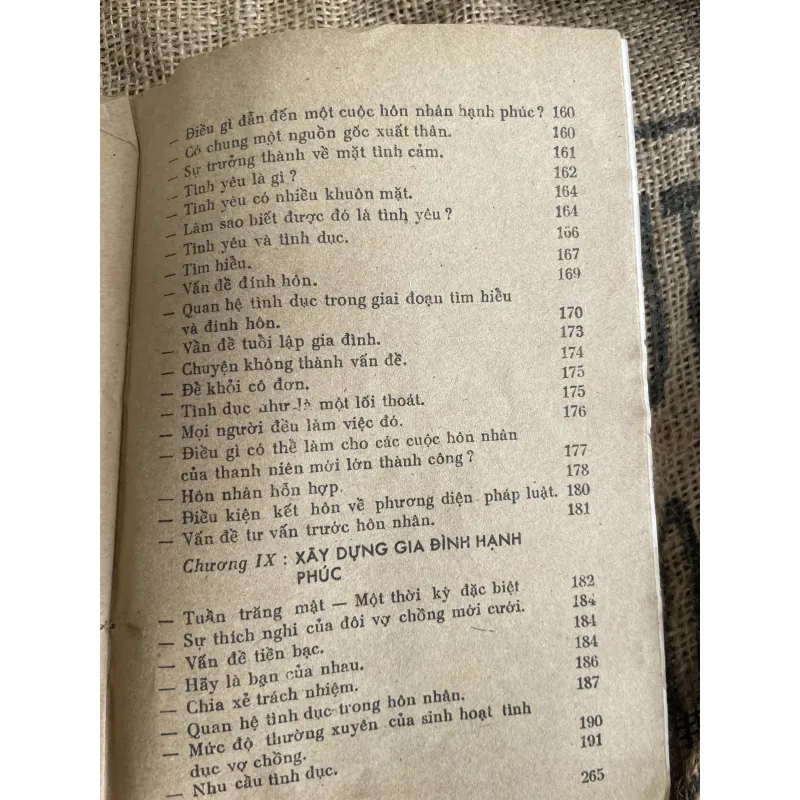 — Điều gì dẫn đến một cuộc hôn nhân hạnh phúc? 160
— Có chung một nguồn gốc xuất thân. 160
— Sự trưởng thành về mặt tình cảm. 161
— Tình yêu là gì? 162
— Tình yêu có nhiều khuôn mặt. 164
— Làm sao biết được đó là tình yêu? 164
— Tình yêu và tình dục. 166
— Tìm hiểu. 167
— Vấn đề đính hôn. 169
— Quan hệ tình dục trong giai đoạn tìm hiểu
và đính hôn. 170
— Vấn đề tuổi lập gia đình. 173
— Chuyện không thành vấn đề. 174
— Để khỏi cô đơn. 175
— Tình dục như là một lối thoát. 175
— Mọi người đều làm việc đó. 176
— Điều gì có thể làm cho các cuộc hôn nhân
của thanh niên mới lớn thành công? 177
— Hôn nhân hỗn hợp. 178
— Điều kiện kết hôn về phương diện pháp luật. 180
— Vấn đề tư vấn trước hôn nhân. 181
Chương IX : XÂY DỰNG GIA ĐÌNH HẠNH
PHÚC
— Tuần trăng mật — Một thời kỳ đặc biệt 182
— Sự thích nghi của đôi vợ chồng mới cưới. 184
— Vấn đề tiền bạc. 184
— Hãy là bạn của nhau. 184
— Chia xẻ trách nhiệm. 186
— Quan hệ tình dục trong hôn nhân. 187
— Mức độ thường xuyên của sinh hoạt tình
dục vợ chồng. 190
— Nhu cầu tình dục. 191
265